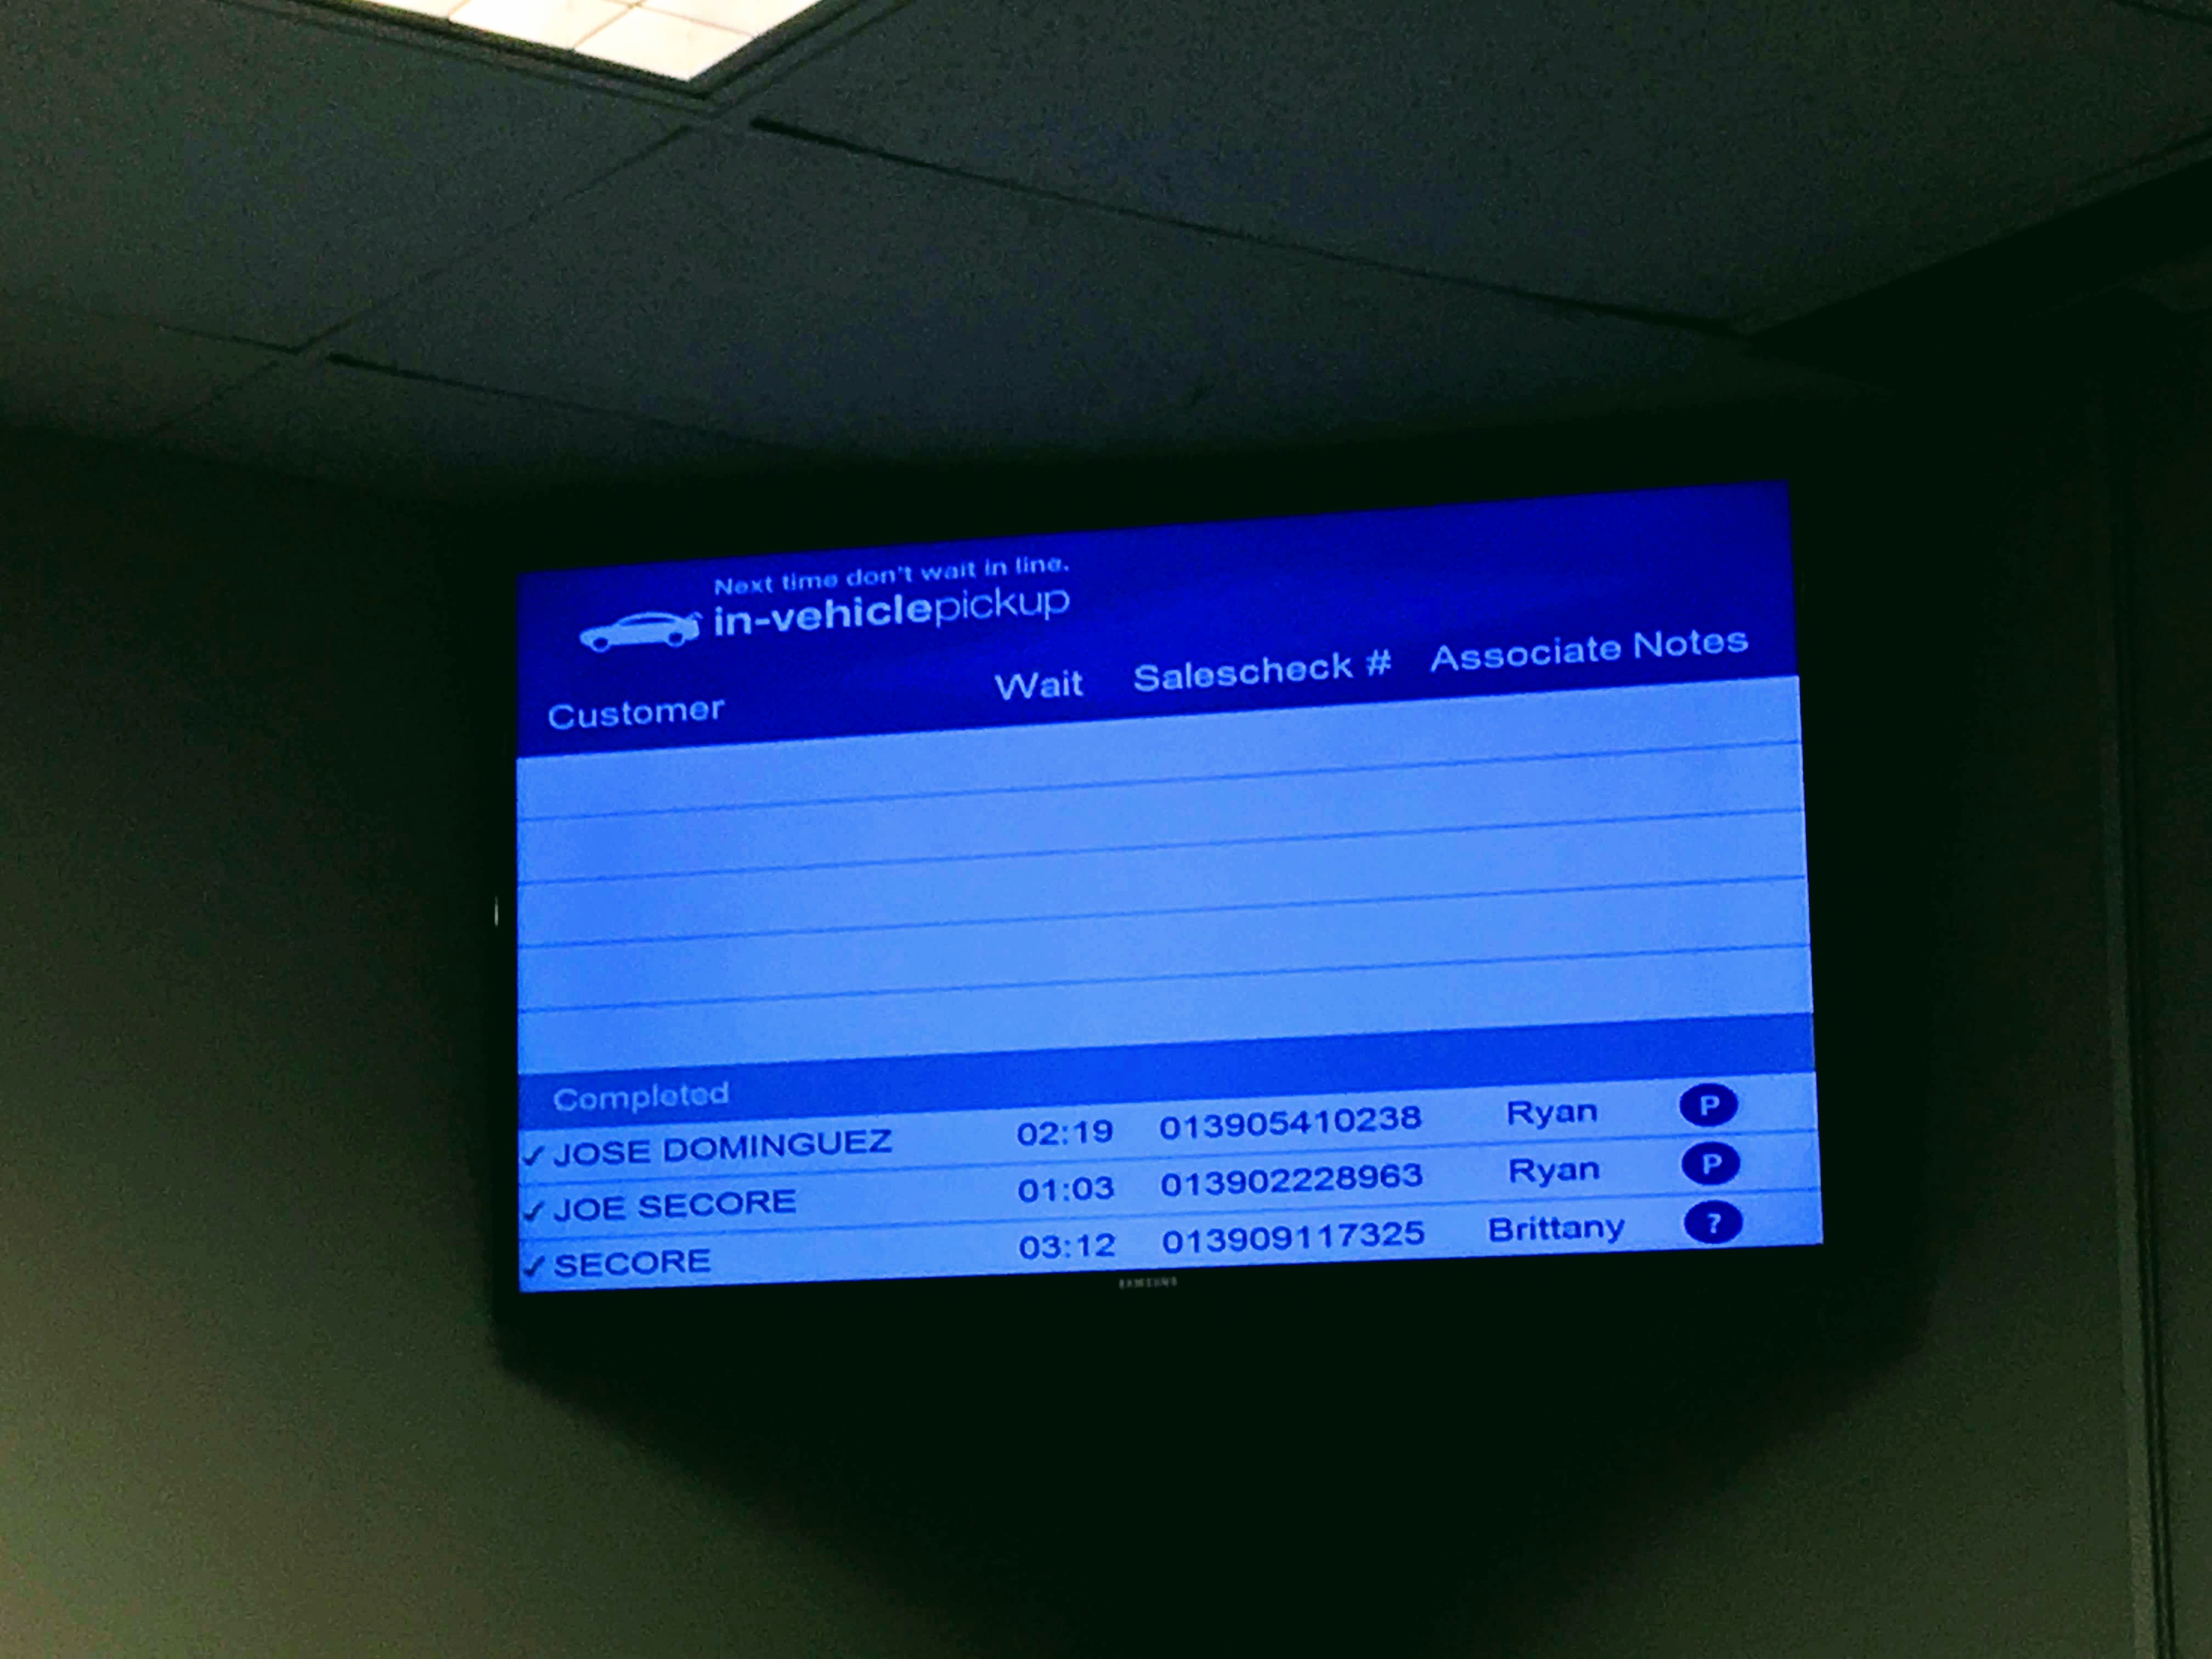 Next time don't wait in line.
in-vehiclepickup
Customer Wait Salescheck # Associate Notes
Completed
✓ JOSE DOMINGUEZ 02:19 013905410238 Ryan P
✓ JOE SECORE 01:03 013902228963 Ryan P
✓ SECORE 03:12 013909117325 Brittany ?
SAMSUNG